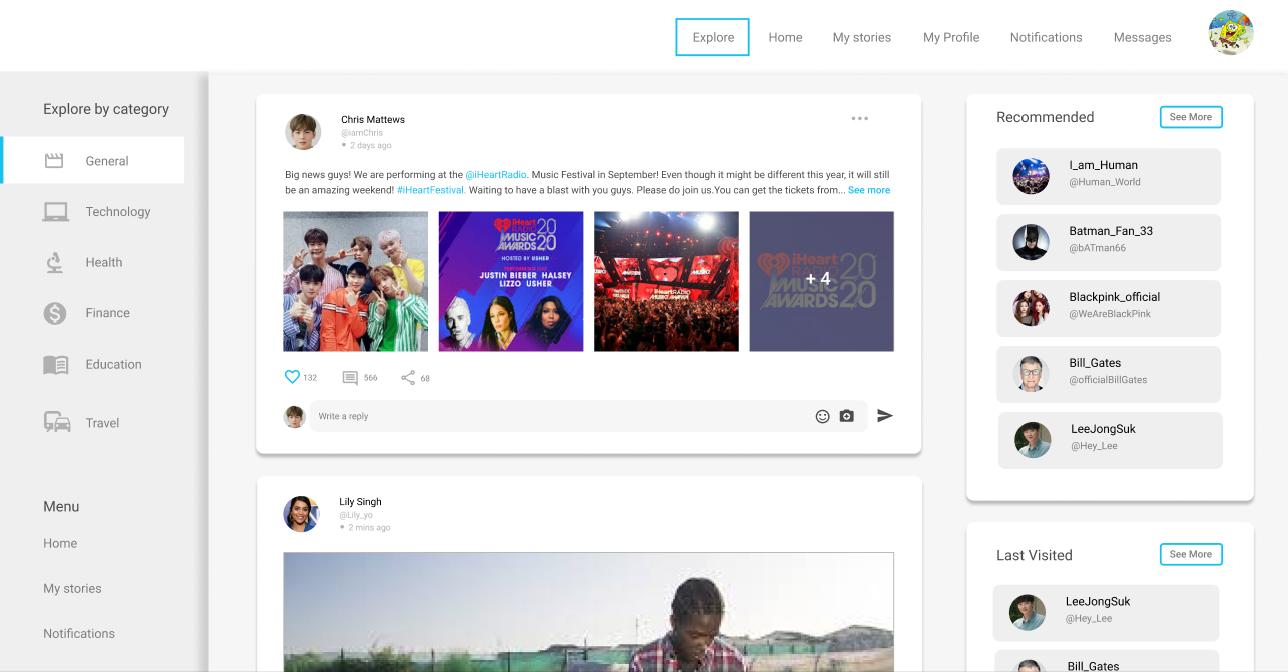 Explore
Home
My stories
My Profile
Notifications
Messages
Explore by category
General
Technology
Health
Finance
Education
Travel
Menu
Home
My stories
Notifications
Chris Mattews
@iamChris
• 2 days ago
Big news guys! We are performing at the @iHeartRadio. Music Festival in September! Even though it might be different this year, it will still
be an amazing weekend! #iHeartFestival. Waiting to have a blast with you guys. Please do join us.You can get the tickets from... See more
iHeart
RADIO
MUSIC
AWARDS
2020
HOSTED BY USHER
JUSTIN BIEBER HALSEY
LIZZO USHER
iHeartRADIO
MUSIC AWARDS
iHeart
RADIO
MUSIC
AWARDS
2020
+ 4
132
566
68
Write a reply
Lily Singh
@Lily_yo
• 2 mins ago
Recommended
See More
I_am_Human
@Human_World
Batman_Fan_33
@bATman66
Blackpink_official
@WeAreBlackPink
Bill_Gates
@officialBillGates
LeeJongSuk
@Hey_Lee
Last Visited
See More
LeeJongSuk
@Hey_Lee
Bill_Gates